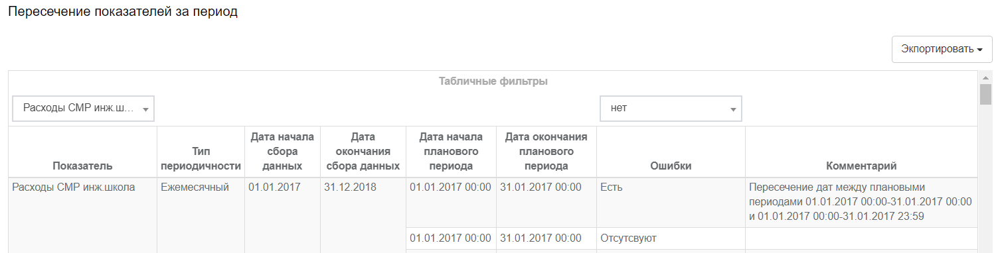 Пересечение показателей за период
Экпортировать
Табличные фильтры
Расходы СМР инж.ш...
нет
Показатель
Тип
периодичности
Дата начала
сбора
данных
Дата
окончания
сбора данных
Дата начала
планового
периода
Дата окончания
планового
периода
Ошибки
Комментарий
Расходы СМР инж.школа
Ежемесячный
01.01.2017
31.12.2018
01.01.2017 00:00
31.01.2017 00:00
Есть
Пересечение дат между плановыми
периодами 01.01.2017 00:00-31.01.2017 00:00
и 01.01.2017 00:00-31.01.2017 23:59
01.01.2017 00:00
31.01.2017 00:00
Отсутсвуют